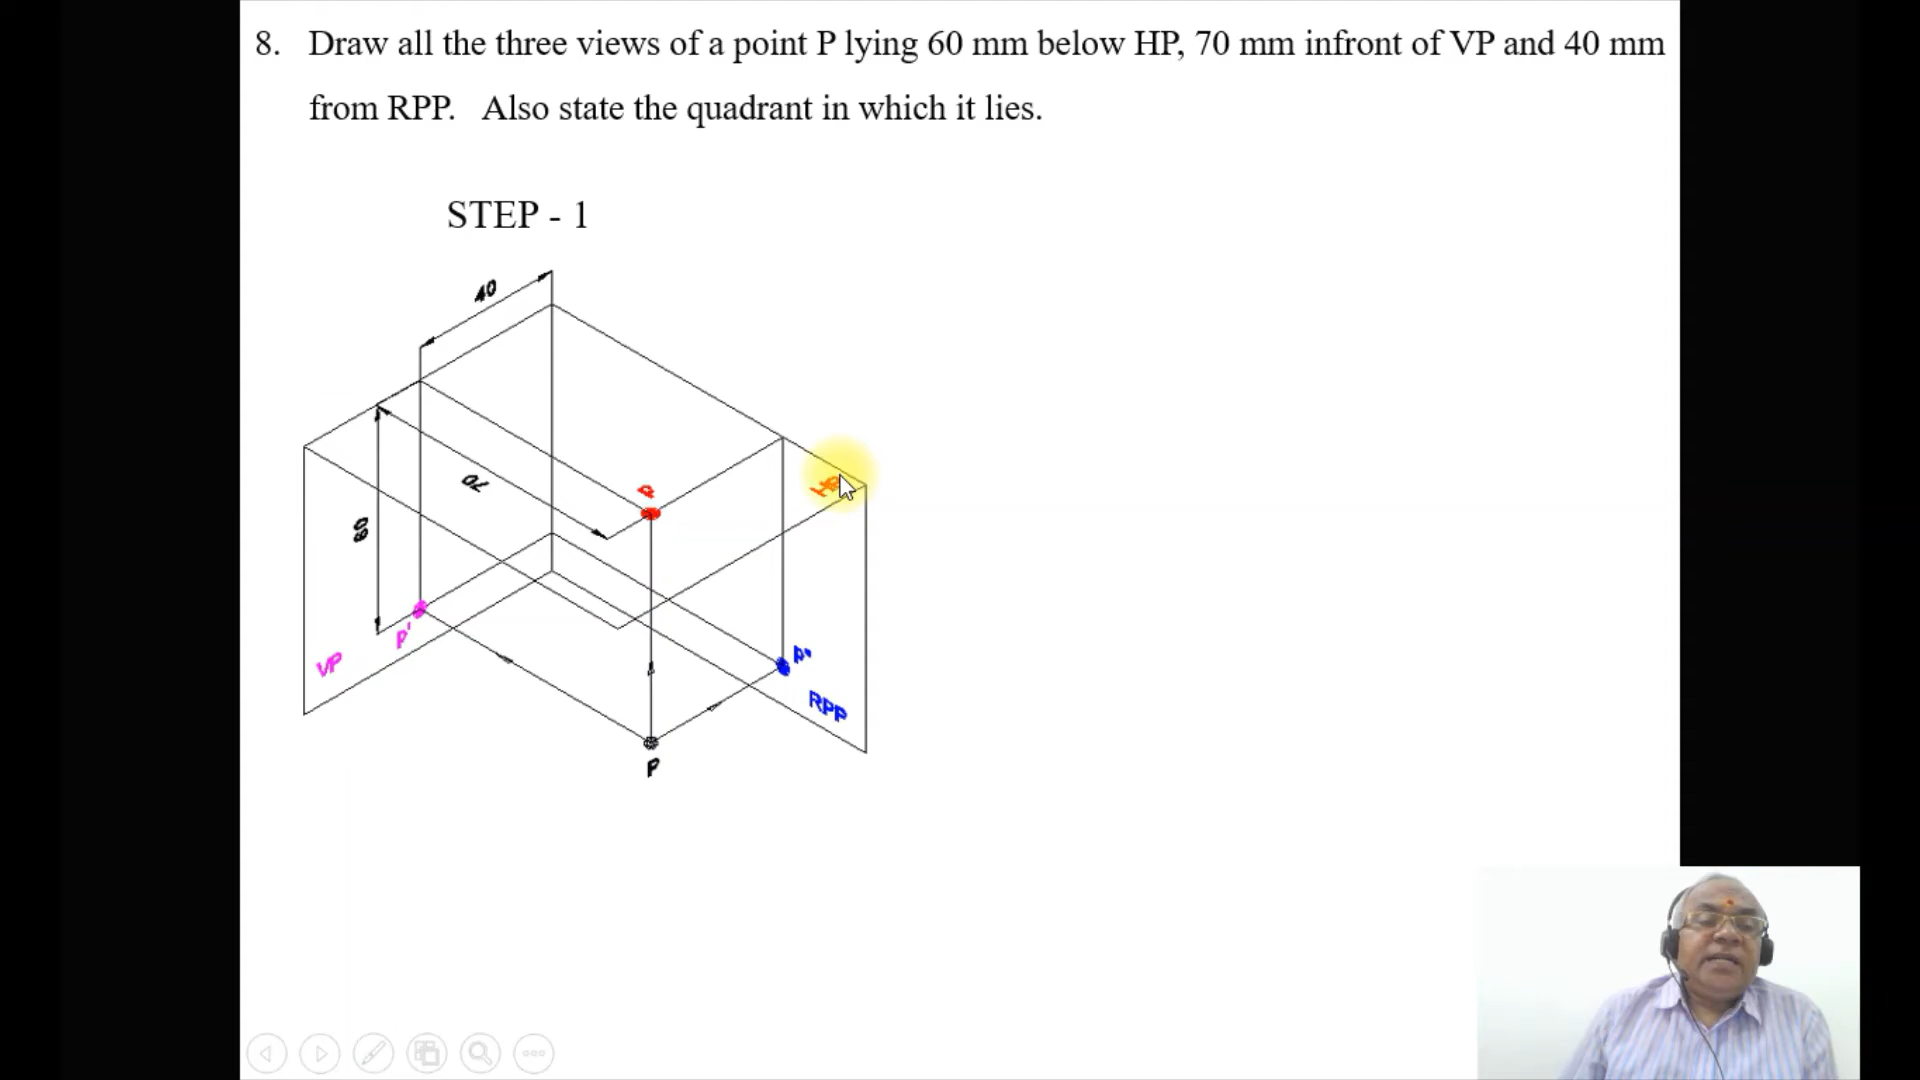 8. Draw all the three views of a point P lying 60 mm below HP, 70 mm infront of VP and 40 mm
from RPP. Also state the quadrant in which it lies.
STEP - 1
40
70
P
HP
60
P'
VP
P"
RPP
P